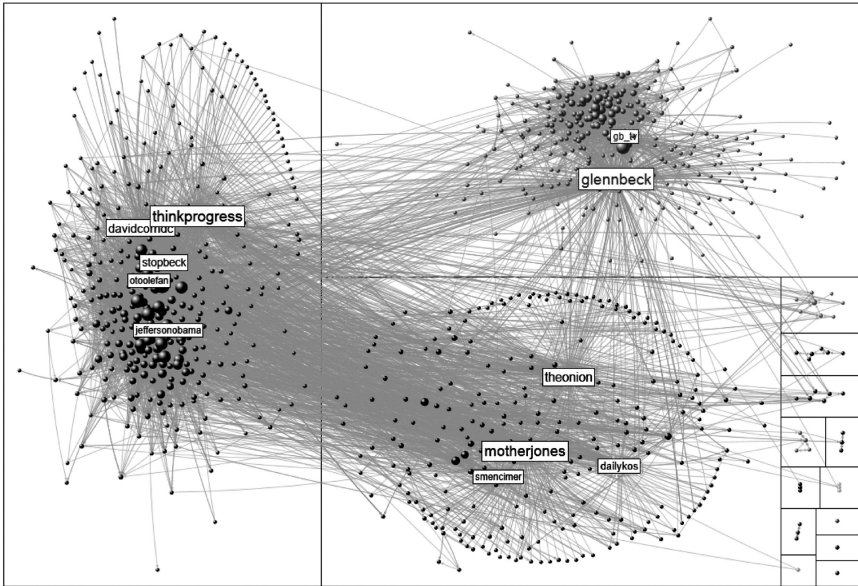 gb_tv
glennbeck
thinkprogress
davidcorndc
stopbeck
otoolefan
jeffersonobama
theonion
motherjones
smencimer
dailykos